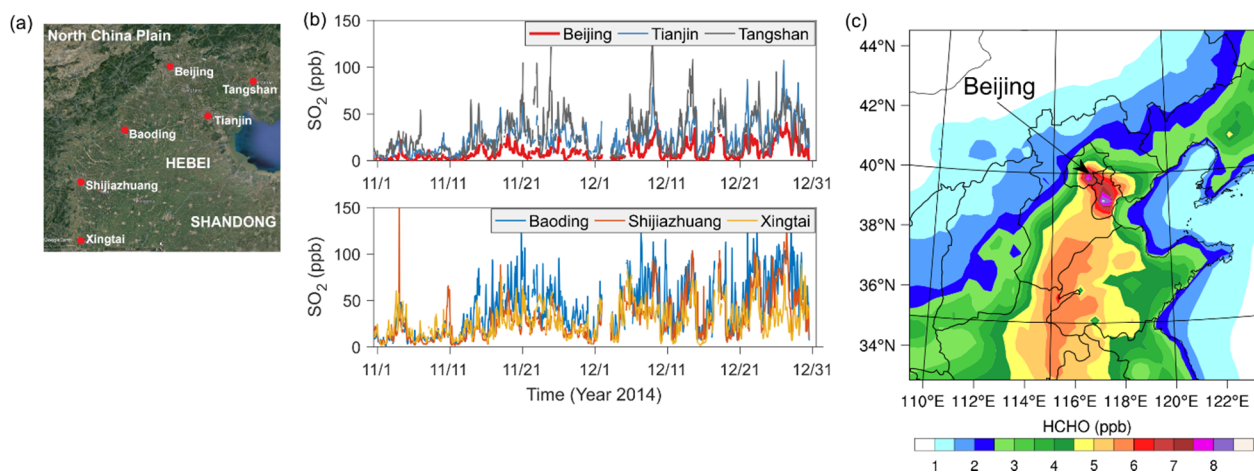 (a)
North China Plain
Beijing
Tangshan
Tianjin
Baoding
HEBEI
Shijiazhuang
SHANDONG
Xingtai
(b)
SO2 (ppb)
150
100
50
0
Beijing Tianjin Tangshan
11/1 11/11 11/21 12/1 12/11 12/21 12/31
SO2 (ppb)
150
100
50
0
Baoding Shijiazhuang Xingtai
11/1 11/11 11/21 12/1 12/11 12/21 12/31
Time (Year 2014)
(c)
44°N
42°N
40°N
38°N
36°N
34°N
Beijing
110°E 112°E 114°E 116°E 118°E 120°E 122°E
HCHO (ppb)
1 2 3 4 5 6 7 8